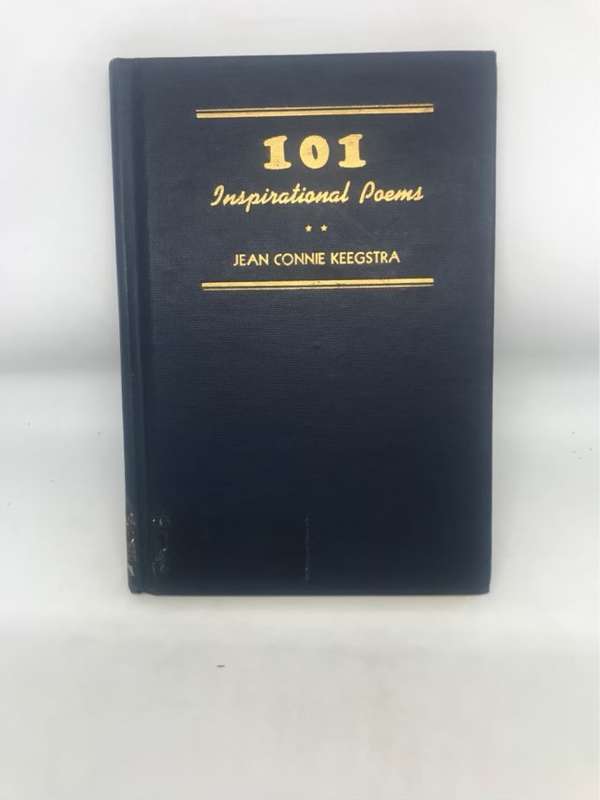 101
Inspirational Poems
JEAN CONNIE KEEGSTRA